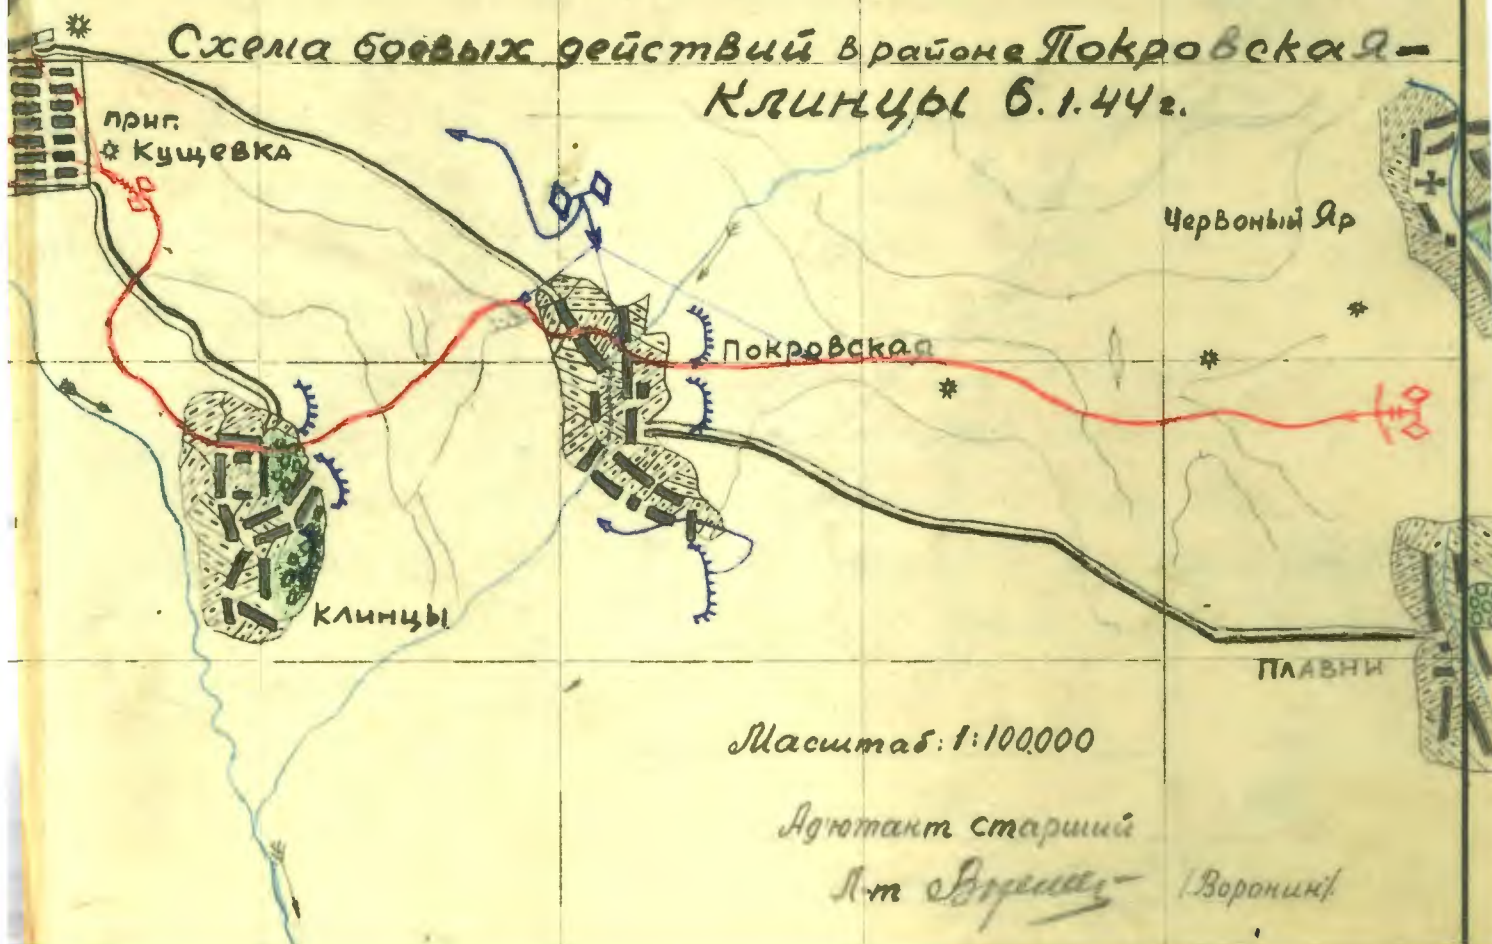 Схема боевых действий в районе Покровская-
Клинцы 6.1.44г.
приг.
Кущевка
Червоный Яр
Покровская
Клинцы
Плавни
Масштаб: 1:100000
Адъютант старший
Л-т
/Воронин/